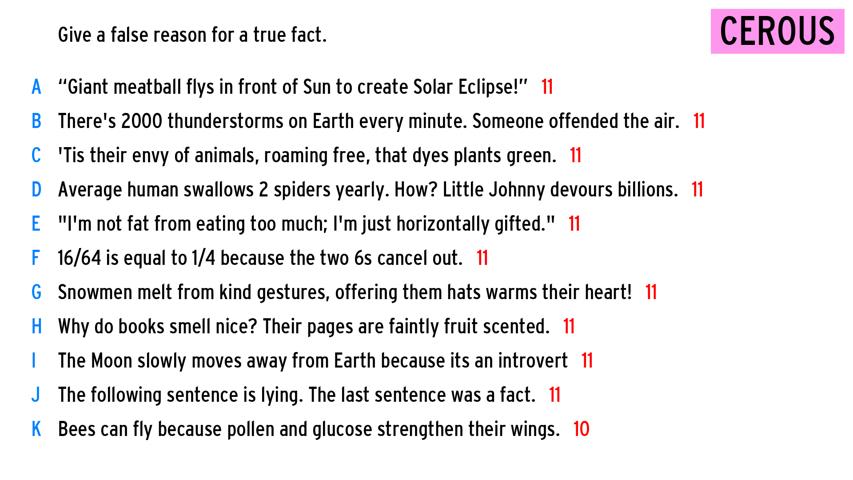 Give a false reason for a true fact.
CEROUS
A "Giant meatball flys in front of Sun to create Solar Eclipse!" 11
B There's 2000 thunderstorms on Earth every minute. Someone offended the air. 11
C 'Tis their envy of animals, roaming free, that dyes plants green. 11
D Average human swallows 2 spiders yearly. How? Little Johnny devours billions. 11
E "I'm not fat from eating too much; I'm just horizontally gifted." 11
F 16/64 is equal to 1/4 because the two 6s cancel out. 11
G Snowmen melt from kind gestures, offering them hats warms their heart! 11
H Why do books smell nice? Their pages are faintly fruit scented. 11
I The Moon slowly moves away from Earth because its an introvert 11
J The following sentence is lying. The last sentence was a fact. 11
K Bees can fly because pollen and glucose strengthen their wings. 10